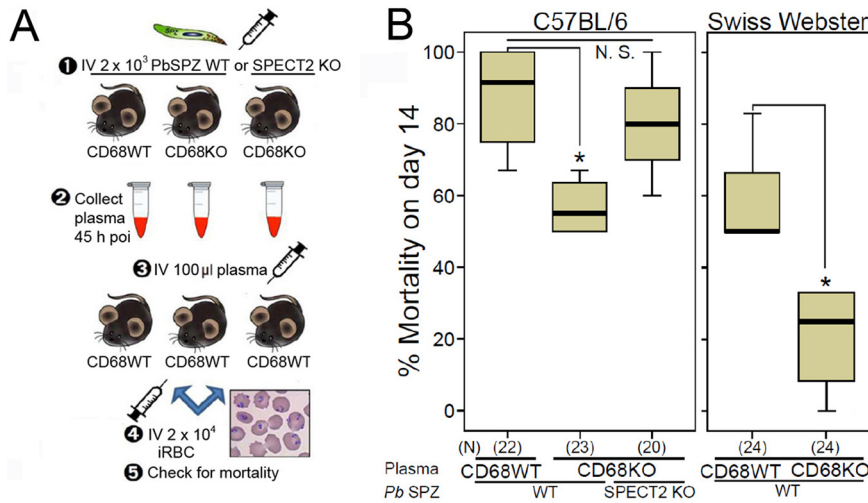 A
❶ IV 2 x 10³ PbSPZ WT or SPECT2 KO
CD68WT CD68KO CD68KO
❷ Collect
plasma
45 h poi
❸ IV 100 µl plasma
CD68WT CD68WT CD68WT
❹ IV 2 x 10⁴
iRBC
❺ Check for mortality
B
C57BL/6 Swiss Webster
% Mortality on day 14
100
80
60
40
20
0
N. S.
*
*
(N) (22) (23) (20) (24) (24)
Plasma CD68WT CD68KO CD68WT CD68KO
Pb SPZ WT SPECT2 KO WT